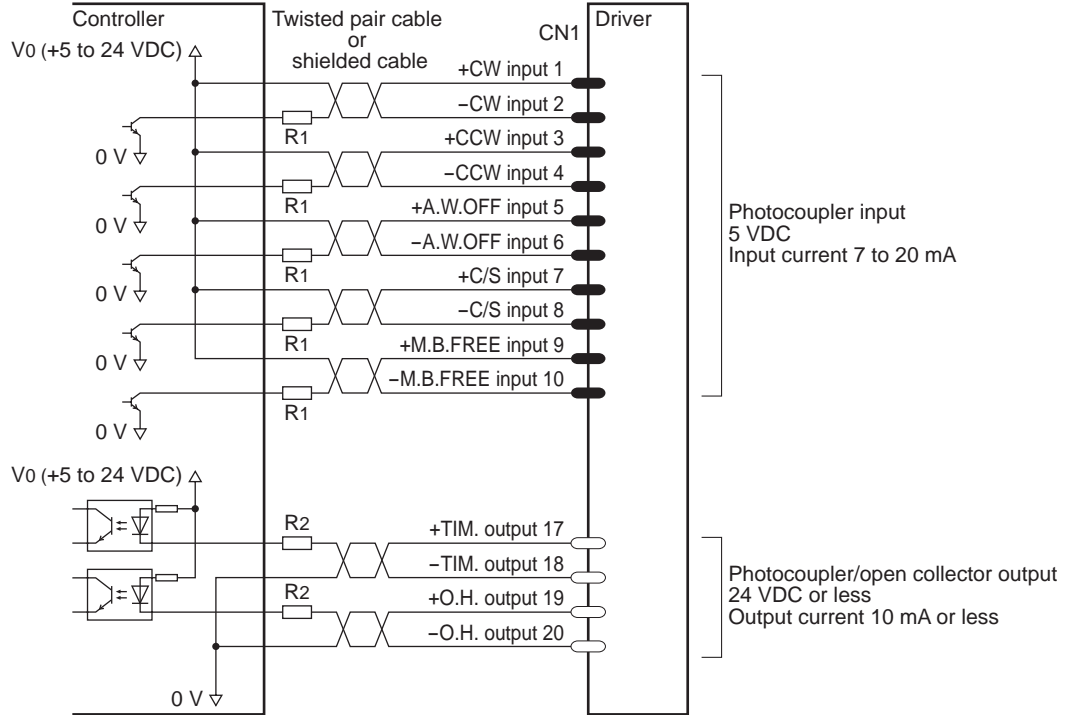 Controller
Twisted pair cable
or
shielded cable
CN1
Driver
V0 (+5 to 24 VDC)
+CW input 1
−CW input 2
R1
0 V
+CCW input 3
−CCW input 4
R1
0 V
+A.W.OFF input 5
−A.W.OFF input 6
R1
0 V
+C/S input 7
−C/S input 8
R1
0 V
+M.B.FREE input 9
−M.B.FREE input 10
R1
0 V
Photocoupler input
5 VDC
Input current 7 to 20 mA
V0 (+5 to 24 VDC)
R2
+TIM. output 17
−TIM. output 18
R2
+O.H. output 19
−O.H. output 20
0 V
Photocoupler/open collector output
24 VDC or less
Output current 10 mA or less